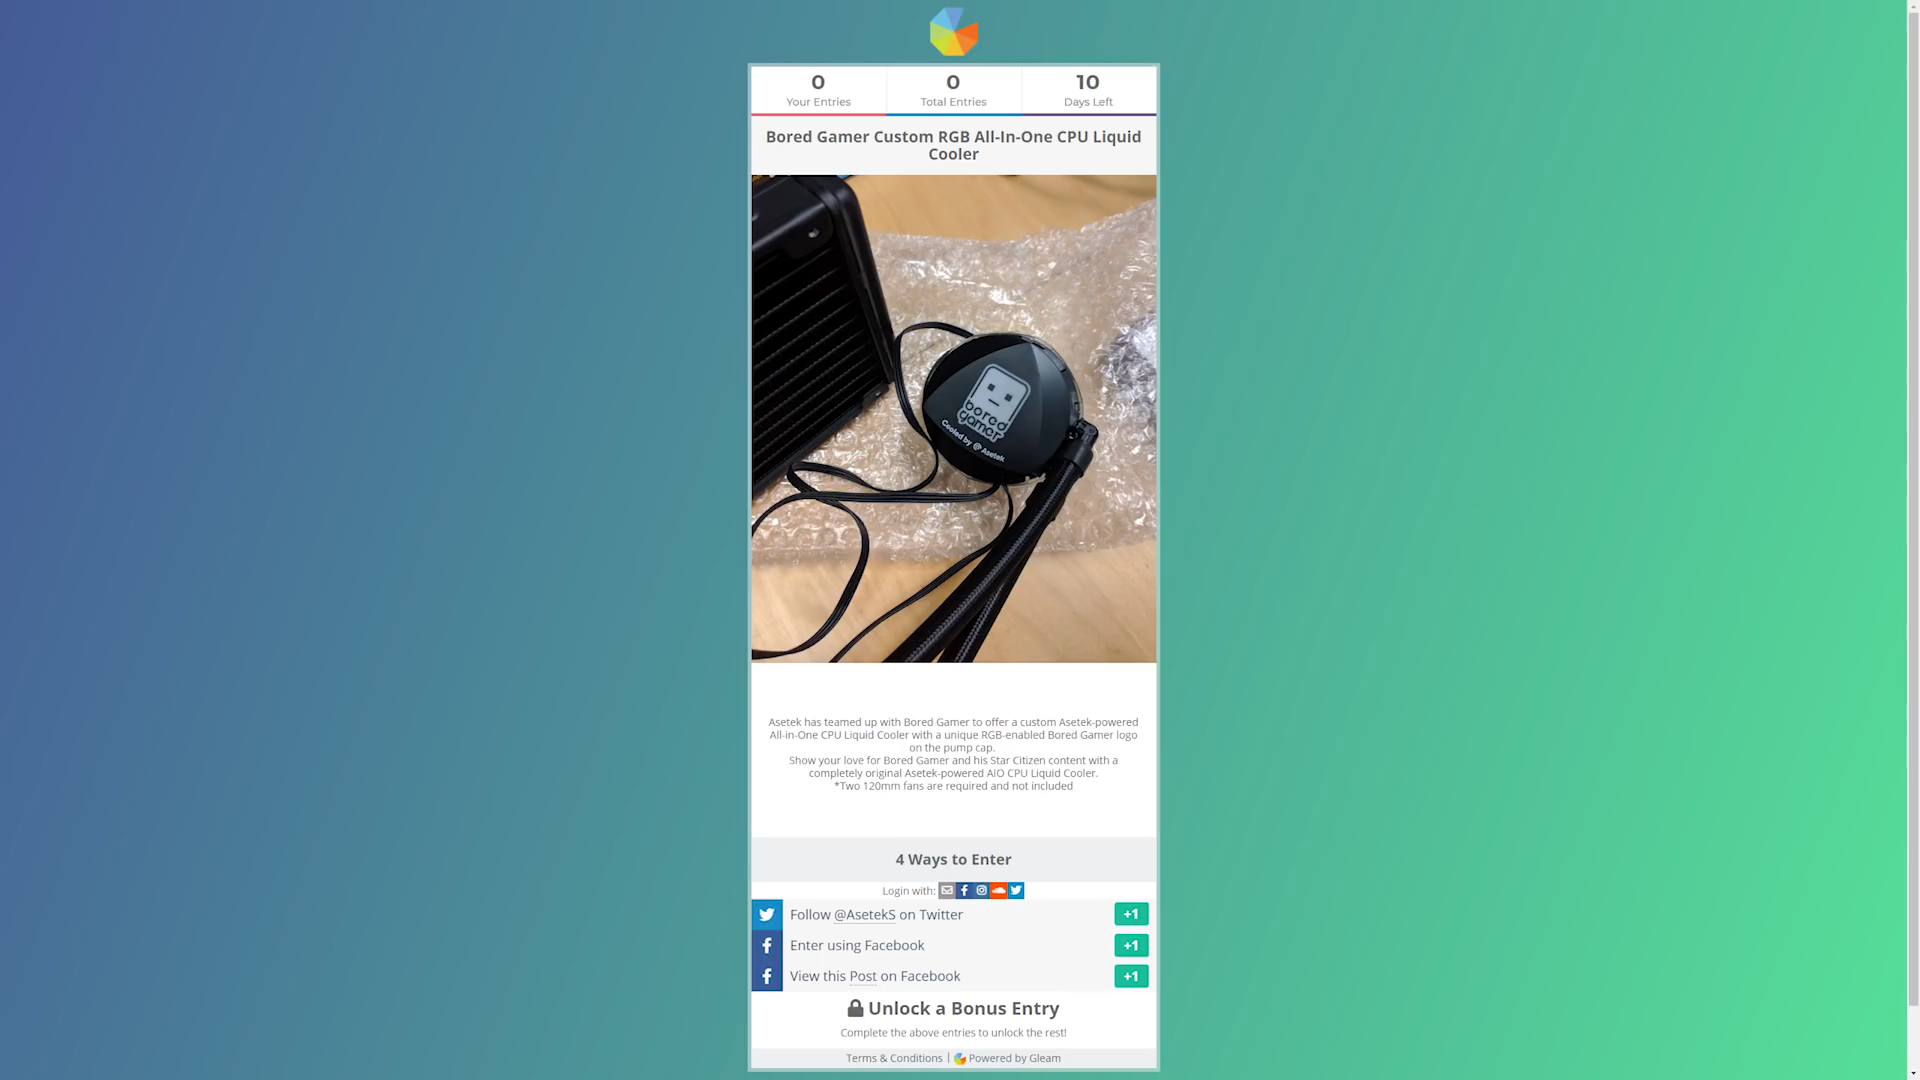 0
Your Entries
0
Total Entries
10
Days Left
Bored Gamer Custom RGB All-In-One CPU Liquid
Cooler
bored
gamer
Cooled by Asetek
Asetek has teamed up with Bored Gamer to offer a custom Asetek-powered
All-in-One CPU Liquid Cooler with a unique RGB-enabled Bored Gamer logo
on the pump cap.
Show your love for Bored Gamer and his Star Citizen content with a
completely original Asetek-powered AIO CPU Liquid Cooler.
*Two 120mm fans are required and not included
4 Ways to Enter
Login with:
Follow @AsetekS on Twitter
+1
Enter using Facebook
+1
View this Post on Facebook
+1
Unlock a Bonus Entry
Complete the above entries to unlock the rest!
Terms & Conditions | Powered by Gleam